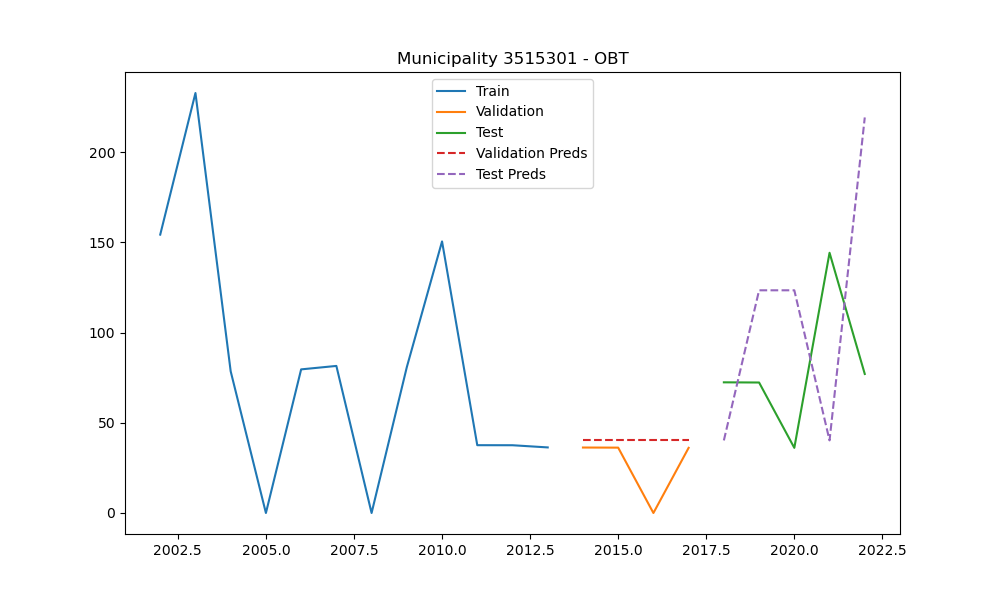 Municipality 3515301 - OBT
Train
Validation
Test
Validation Preds
Test Preds
200
150
100
50
0
2002.5 2005.0 2007.5 2010.0 2012.5 2015.0 2017.5 2020.0 2022.5